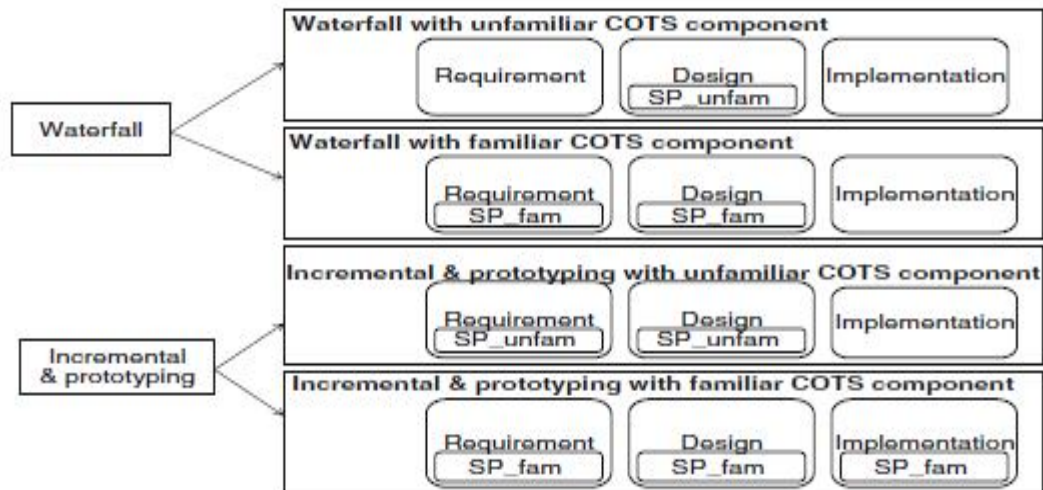 Waterfall
Waterfall with unfamiliar COTS component
Requirement
Design
SP_unfam
Implementation
Waterfall with familiar COTS component
Requirement
SP_fam
Design
SP_fam
Implementation
Incremental
& prototyping
Incremental & prototyping with unfamiliar COTS component
Requirement
SP_unfam
Design
SP_unfam
Implementation
Incremental & prototyping with familiar COTS component
Requirement
SP_fam
Design
SP_fam
Implementation
SP_fam